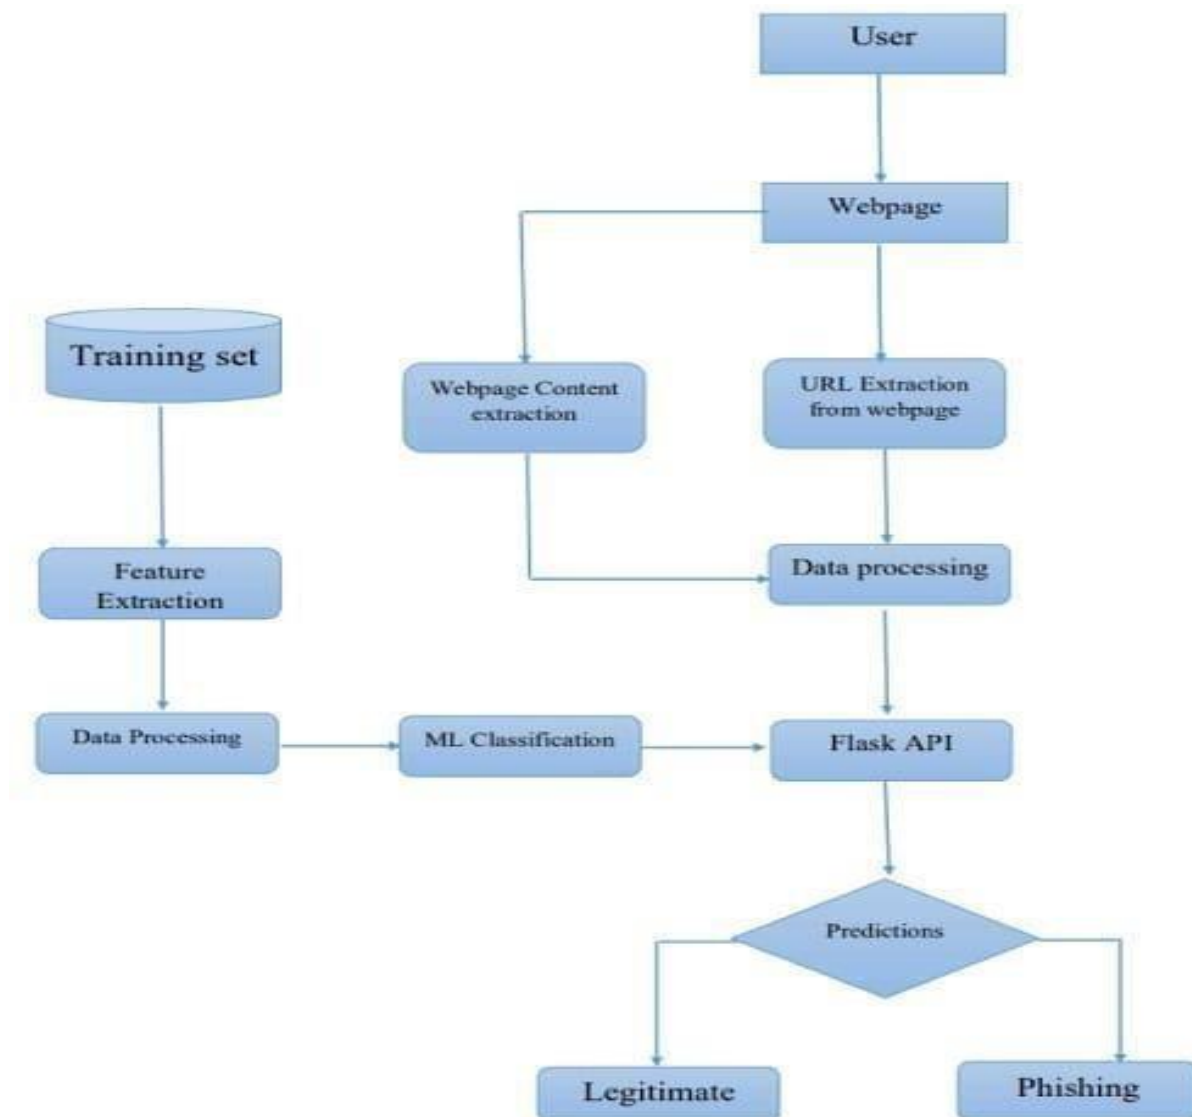 User
Webpage
Training set
Webpage Content
extraction
URL Extraction
from webpage
Feature
Extraction
Data processing
Data Processing
ML Classification
Flask API
Predictions
Legitimate
Phishing